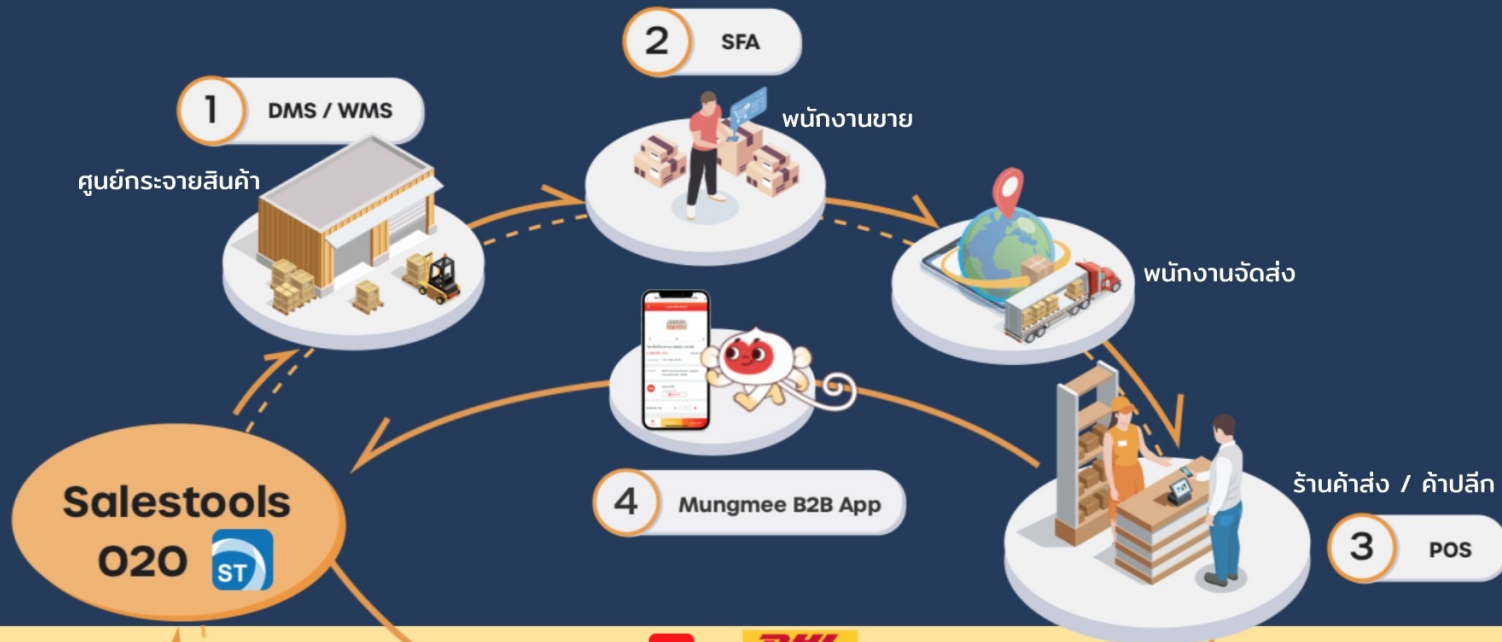 2 SFA
พนักงานขาย
1 DMS / WMS
ศูนย์กระจายสินค้า
พนักงานจัดส่ง
4 Mungmee B2B App
ร้านค้าส่ง / ค้าปลีก
3 POS
Salestools
O2O ST
DHL